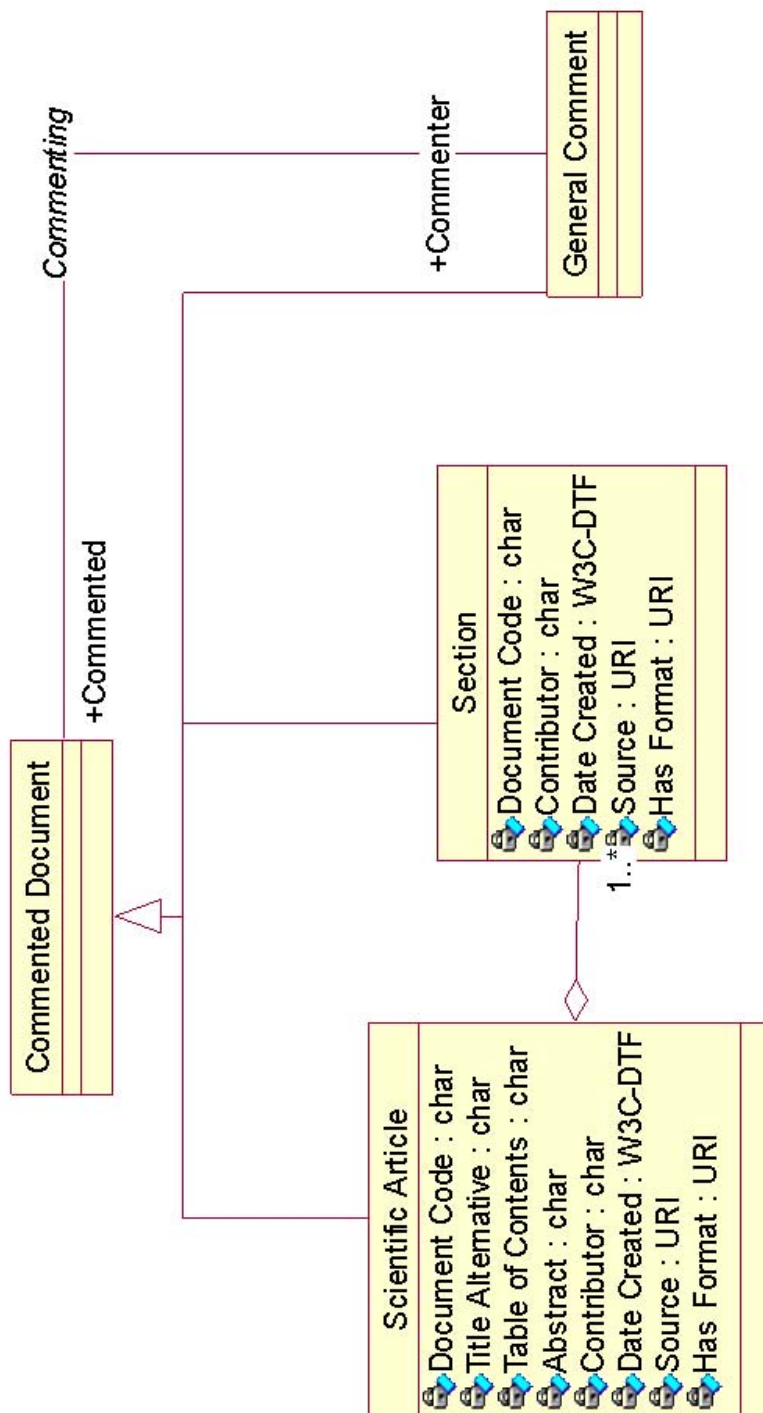 Commented Document
Commenting
+Commented
+Commenter
Scientific Article
Document Code : char
Title Alternative : char
Table of Contents : char
Abstract : char
Contributor : char
Date Created : W3C-DTF
Source : URI
Has Format : URI
1..*
Section
Document Code : char
Contributor : char
Date Created : W3C-DTF
Source : URI
Has Format : URI
General Comment